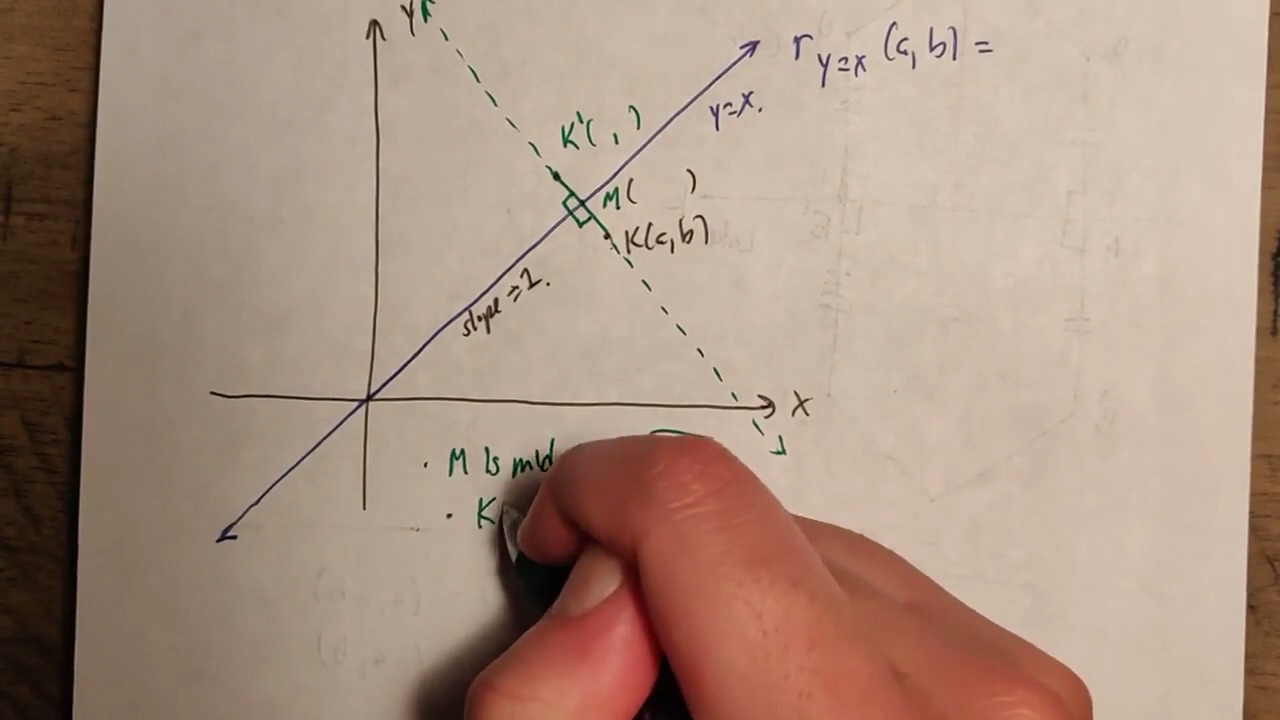 y
r y=x (c, b) =
y=x.
K'( , )
M( )
K(c, b)
slope = 1.
x
· M is mid
· K